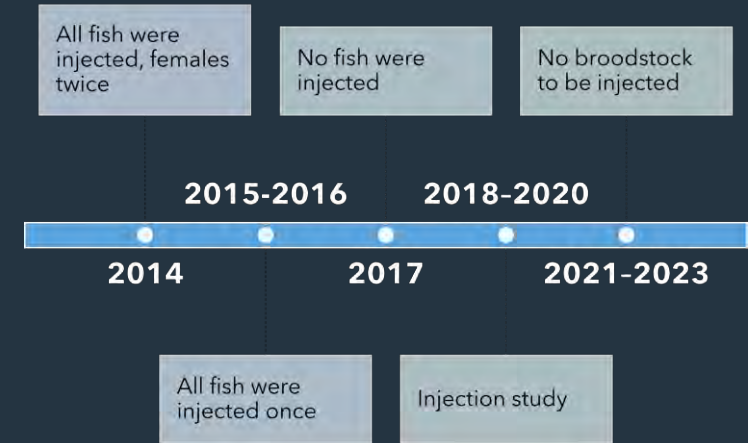 All fish were
injected, females
twice
No fish were
injected
No broodstock
to be injected
2015-2016
2018–2020
2014
2017
2021–2023
All fish were
injected once
Injection study